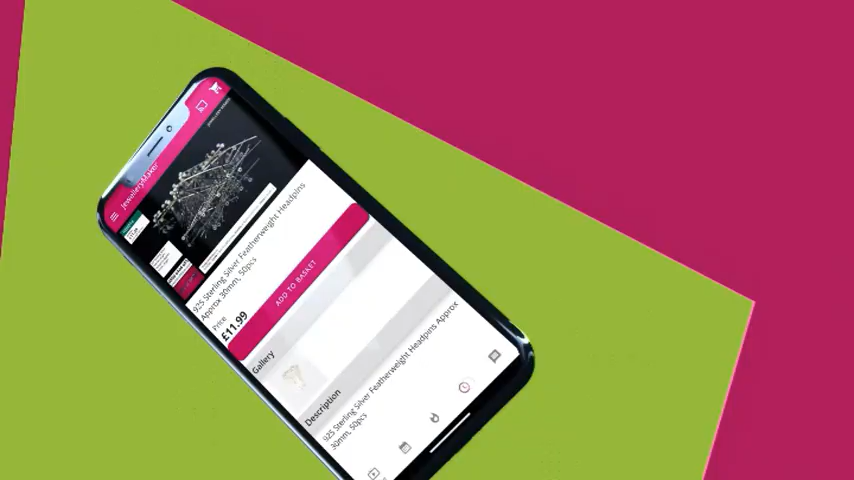 JewelleryMaker
925 Sterling Silver Featherweight Headpins
Approx 30mm, 50pcs
Price
£11.99
ADD TO BASKET
Gallery
Description
925 Sterling Silver Featherweight Headpins Approx
30mm, 50pcs